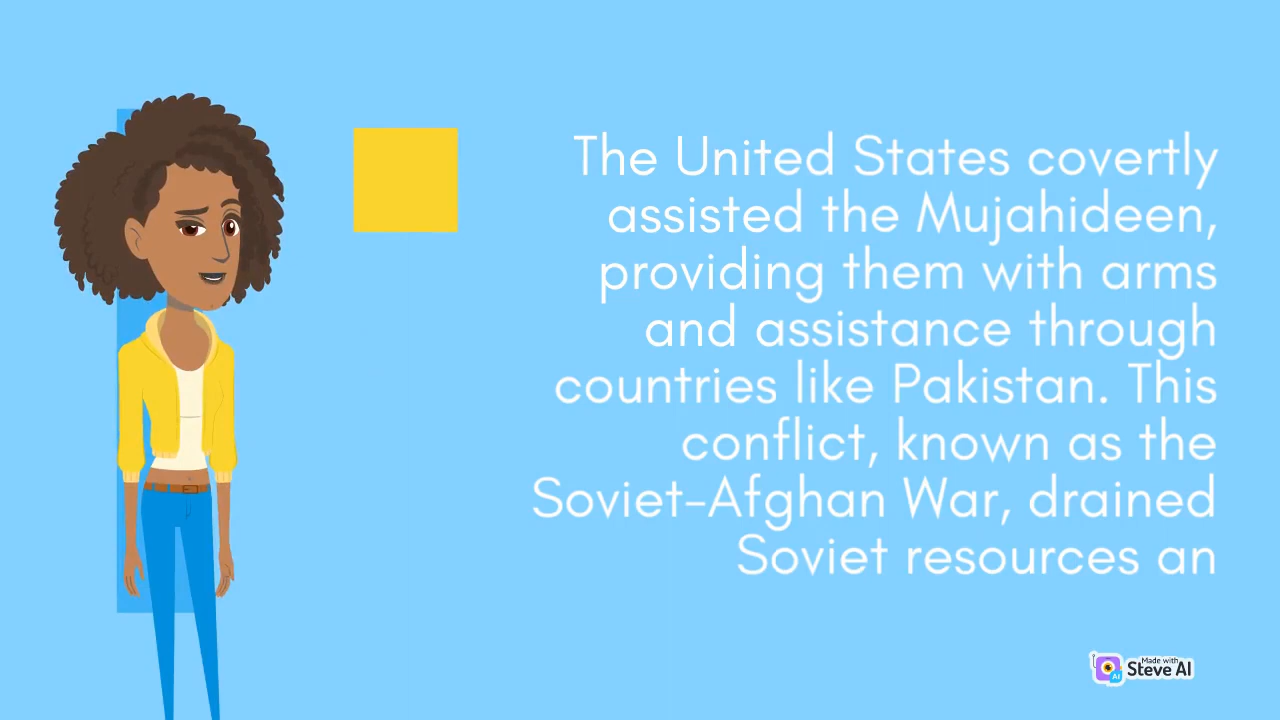 The United States covertly
assisted the Mujahideen,
providing them with arms
and assistance through
countries like Pakistan. This
conflict, known as the
Soviet-Afghan War, drained
Soviet resources an
Made with
Steve AI
AI